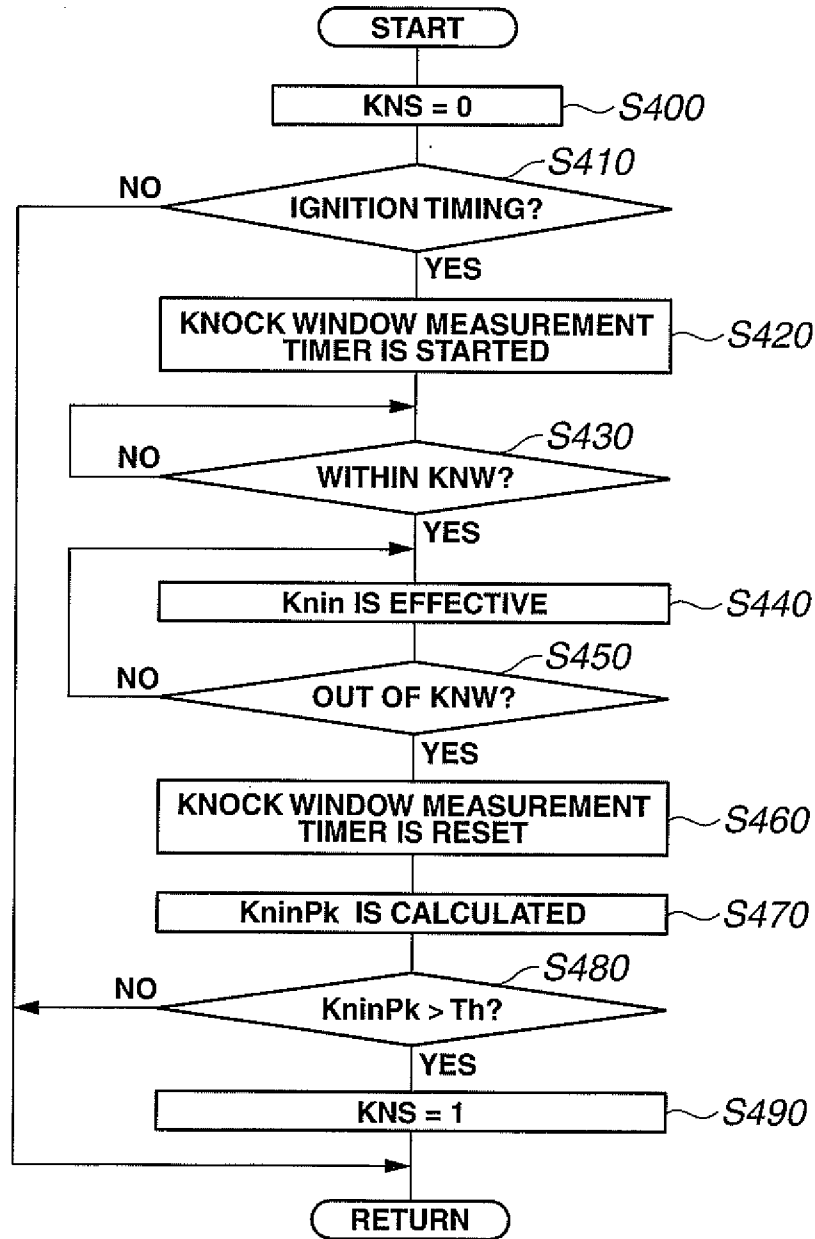 START
KNS = 0
S400
S410
NO
IGNITION TIMING?
YES
KNOCK WINDOW MEASUREMENT
TIMER IS STARTED
S420
S430
NO
WITHIN KNW?
YES
Knin IS EFFECTIVE
S440
S450
NO
OUT OF KNW?
YES
KNOCK WINDOW MEASUREMENT
TIMER IS RESET
S460
KninPk IS CALCULATED
S470
S480
NO
KninPk > Th?
YES
KNS = 1
S490
RETURN